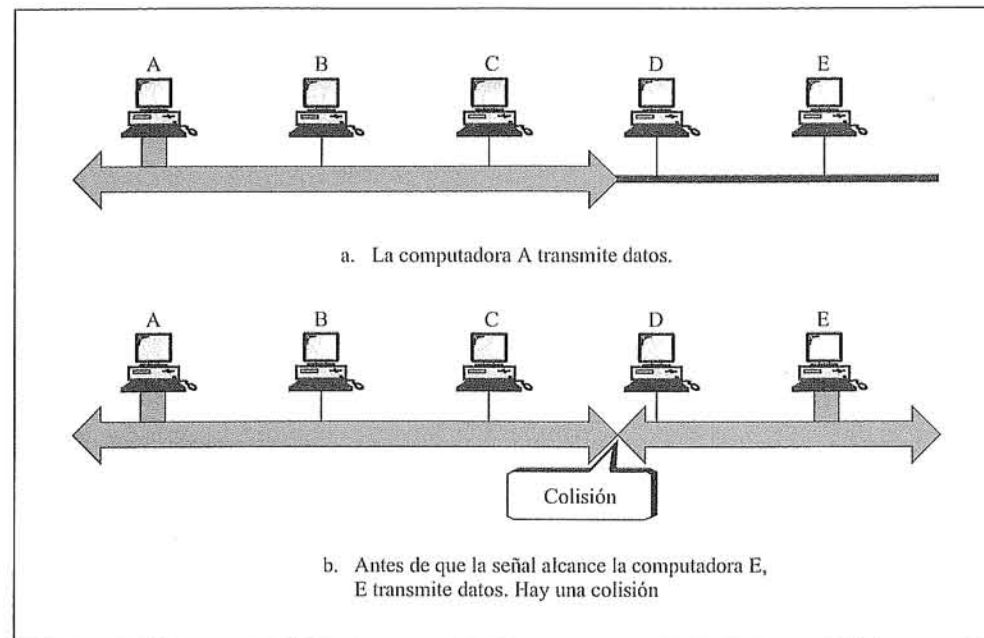 A B C D E
a. La computadora A transmite datos.
A B C D E
Colisión
b. Antes de que la señal alcance la computadora E,
E transmite datos. Hay una colisión